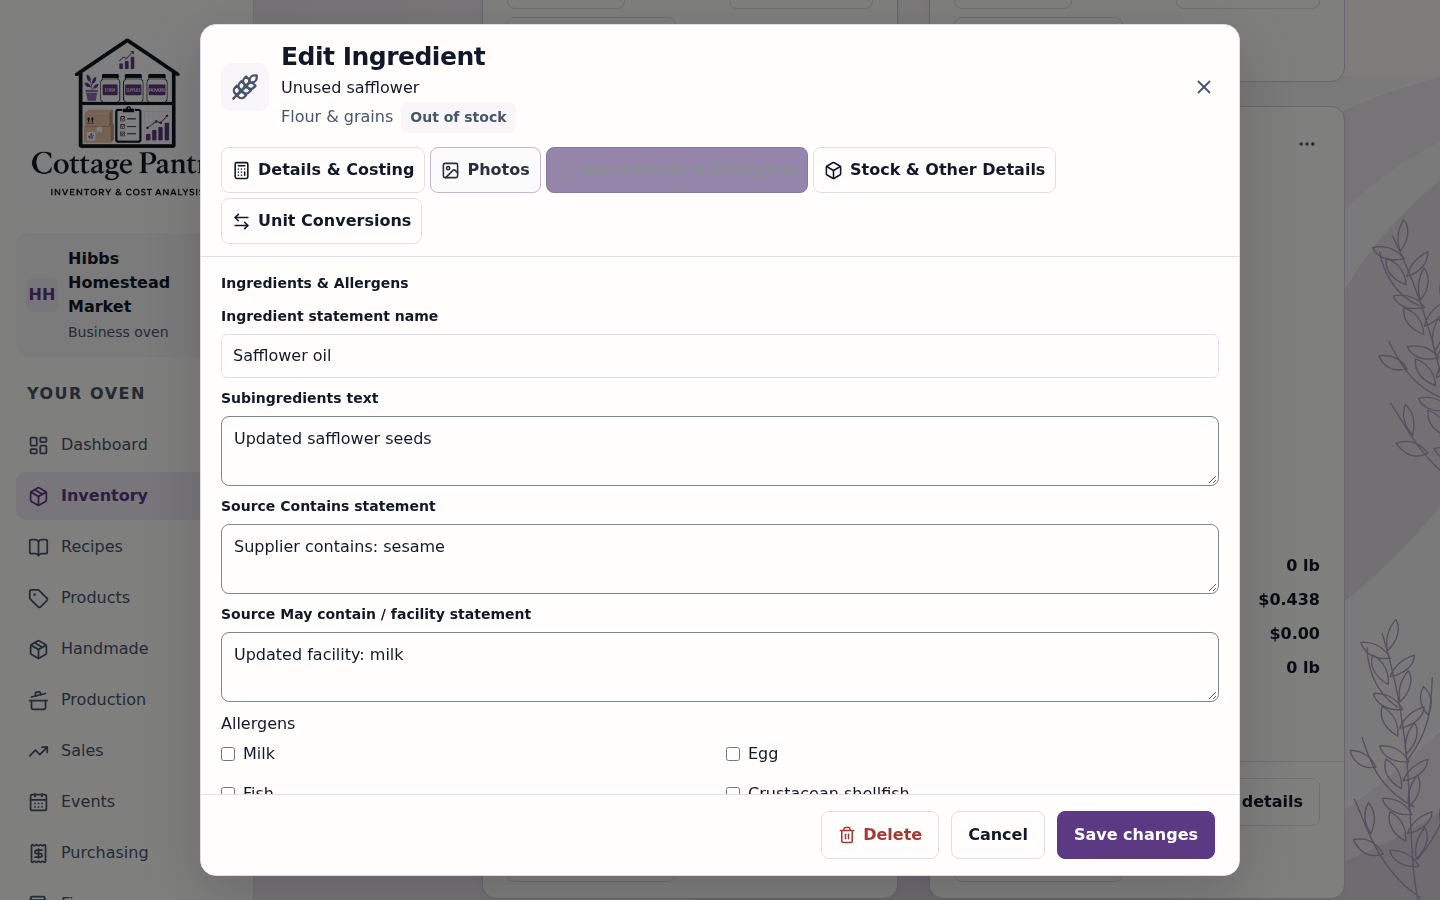 Edit Ingredient
Unused safflower
Flour & grains
Out of stock
Details & Costing
Photos
Stock & Other Details
Unit Conversions
Ingredients & Allergens
Ingredient statement name
Safflower oil
Subingredients text
Updated safflower seeds
Source Contains statement
Supplier contains: sesame
Source May contain / facility statement
Updated facility: milk
Allergens
Milk
Egg
Fish
Crustacean shellfish
Delete
Cancel
Save changes
INVENTORY & COST ANALYSIS
HH
Hibbs
Homestead
Market
Business oven
YOUR OVEN
Dashboard
Inventory
Recipes
Products
Handmade
Production
Sales
Events
Purchasing
Cottage
0 lb
$0.438
$0.00
0 lb
details